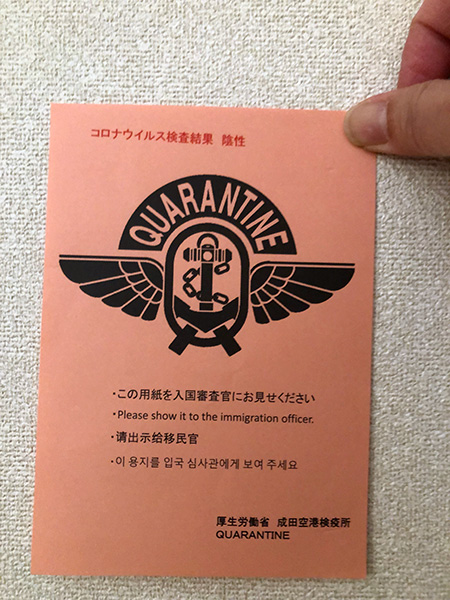 コロナウイルス検査結果 陰性
QUARANTINE
・この用紙を入国審査官にお見せください
・Please show it to the immigration officer.
・请出示给移民官
・이 용지를 입국 심사관에게 보여 주세요
厚生労働省 成田空港検疫所
QUARANTINE